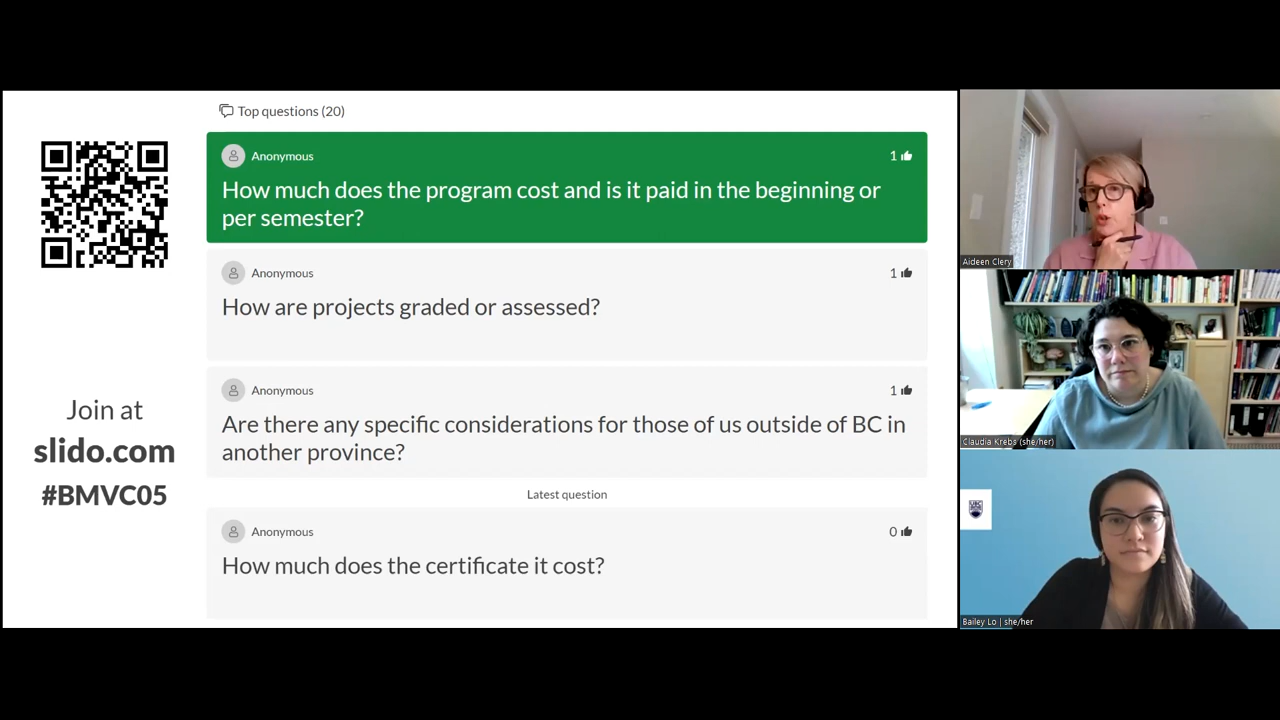 Top questions (20)
Anonymous
1
How much does the program cost and is it paid in the beginning or
per semester?
Anonymous
1
How are projects graded or assessed?
Anonymous
1
Are there any specific considerations for those of us outside of BC in
another province?
Latest question
Anonymous
0
How much does the certificate it cost?
Join at
slido.com
#BMVC05
Aideen Clery
Claudia Krebs (she/her)
UBC
Bailey Lo | she/her